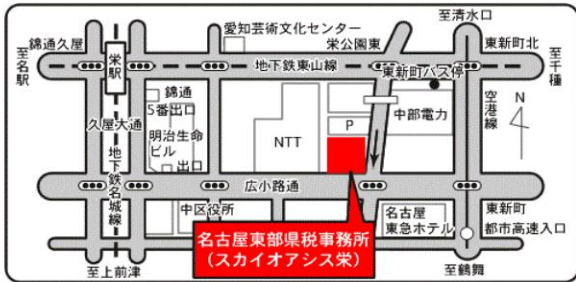 至清水口
愛知芸術文化センター
栄公園東
錦通久屋
東新町北
至名駅
栄駅
地下鉄東山線
東新町バス停
至千種
錦通
5番出口
中部電力
空港線
N
久屋大通
明治生命
ビル
出口
NTT
P
地下鉄名城線
広小路通
中区役所
名古屋
東急ホテル
東新町
都市高速入口
名古屋東部県税事務所
(スカイオアシス栄)
至上前津
至鶴舞